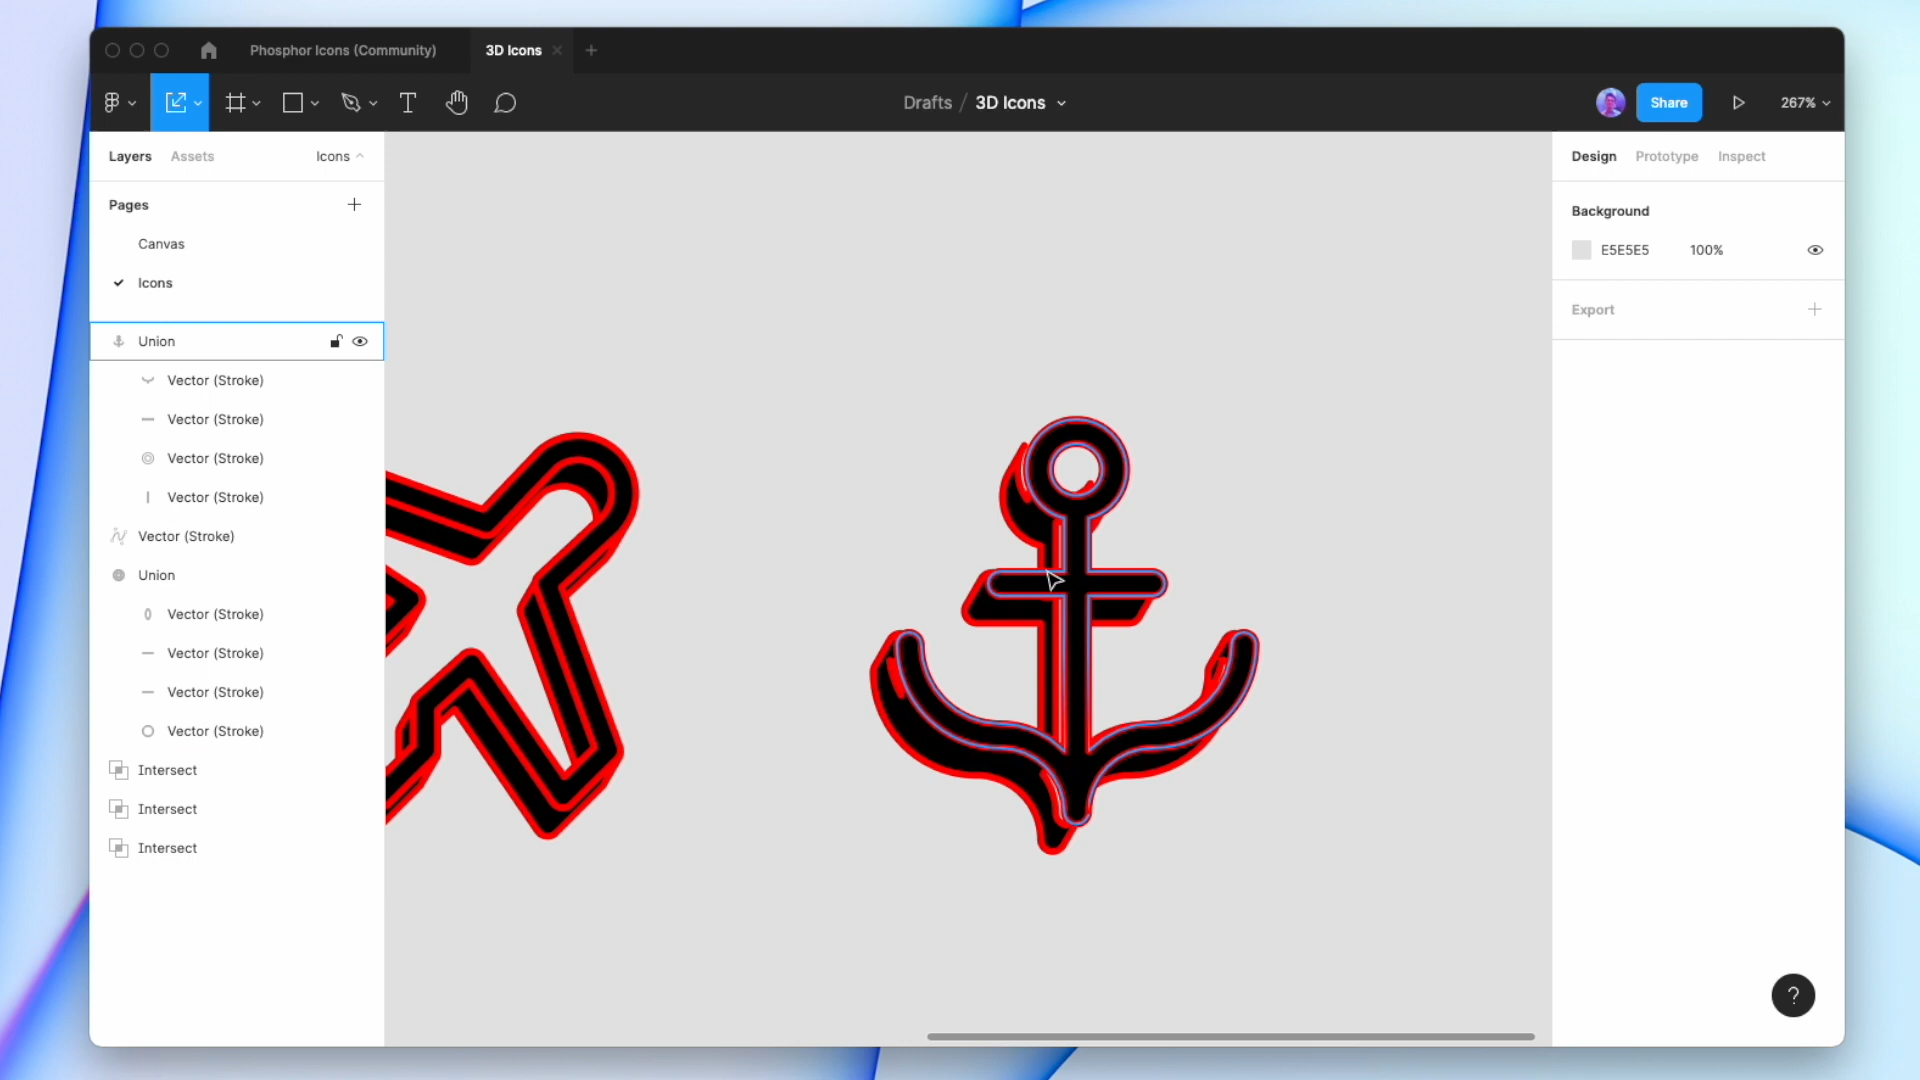 Phosphor Icons (Community)
3D Icons
Drafts / 3D Icons
Share
267%
Layers
Assets
Icons
Pages
Canvas
Icons
Union
Vector (Stroke)
Vector (Stroke)
Vector (Stroke)
Vector (Stroke)
Vector (Stroke)
Union
Vector (Stroke)
Vector (Stroke)
Vector (Stroke)
Vector (Stroke)
Intersect
Intersect
Intersect
Design
Prototype
Inspect
Background
E5E5E5
100%
Export
?